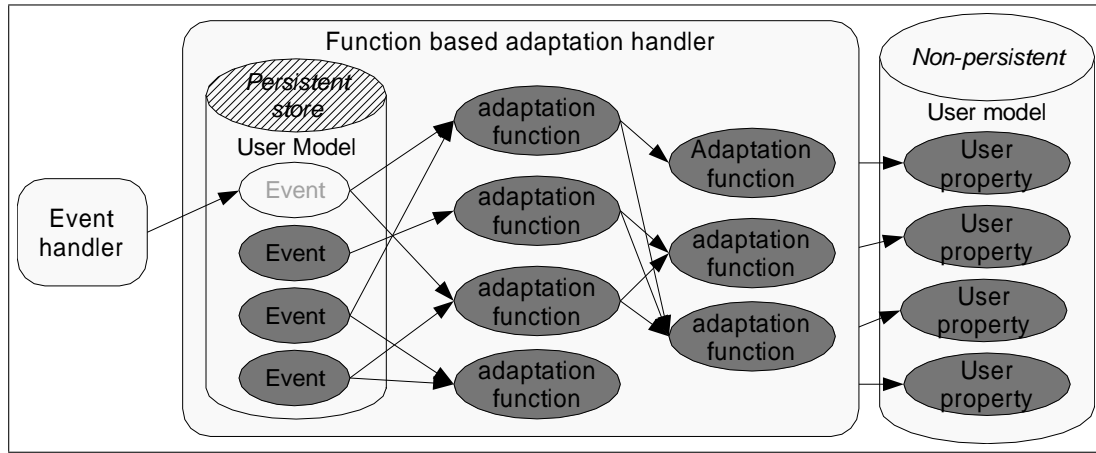 Function based adaptation handler
Persistent
store
User Model
Event
Event
Event
Event
Event
handler
adaptation
function
adaptation
function
adaptation
function
adaptation
function
Adaptation
function
adaptation
function
adaptation
function
Non-persistent
User model
User
property
User
property
User
property
User
property